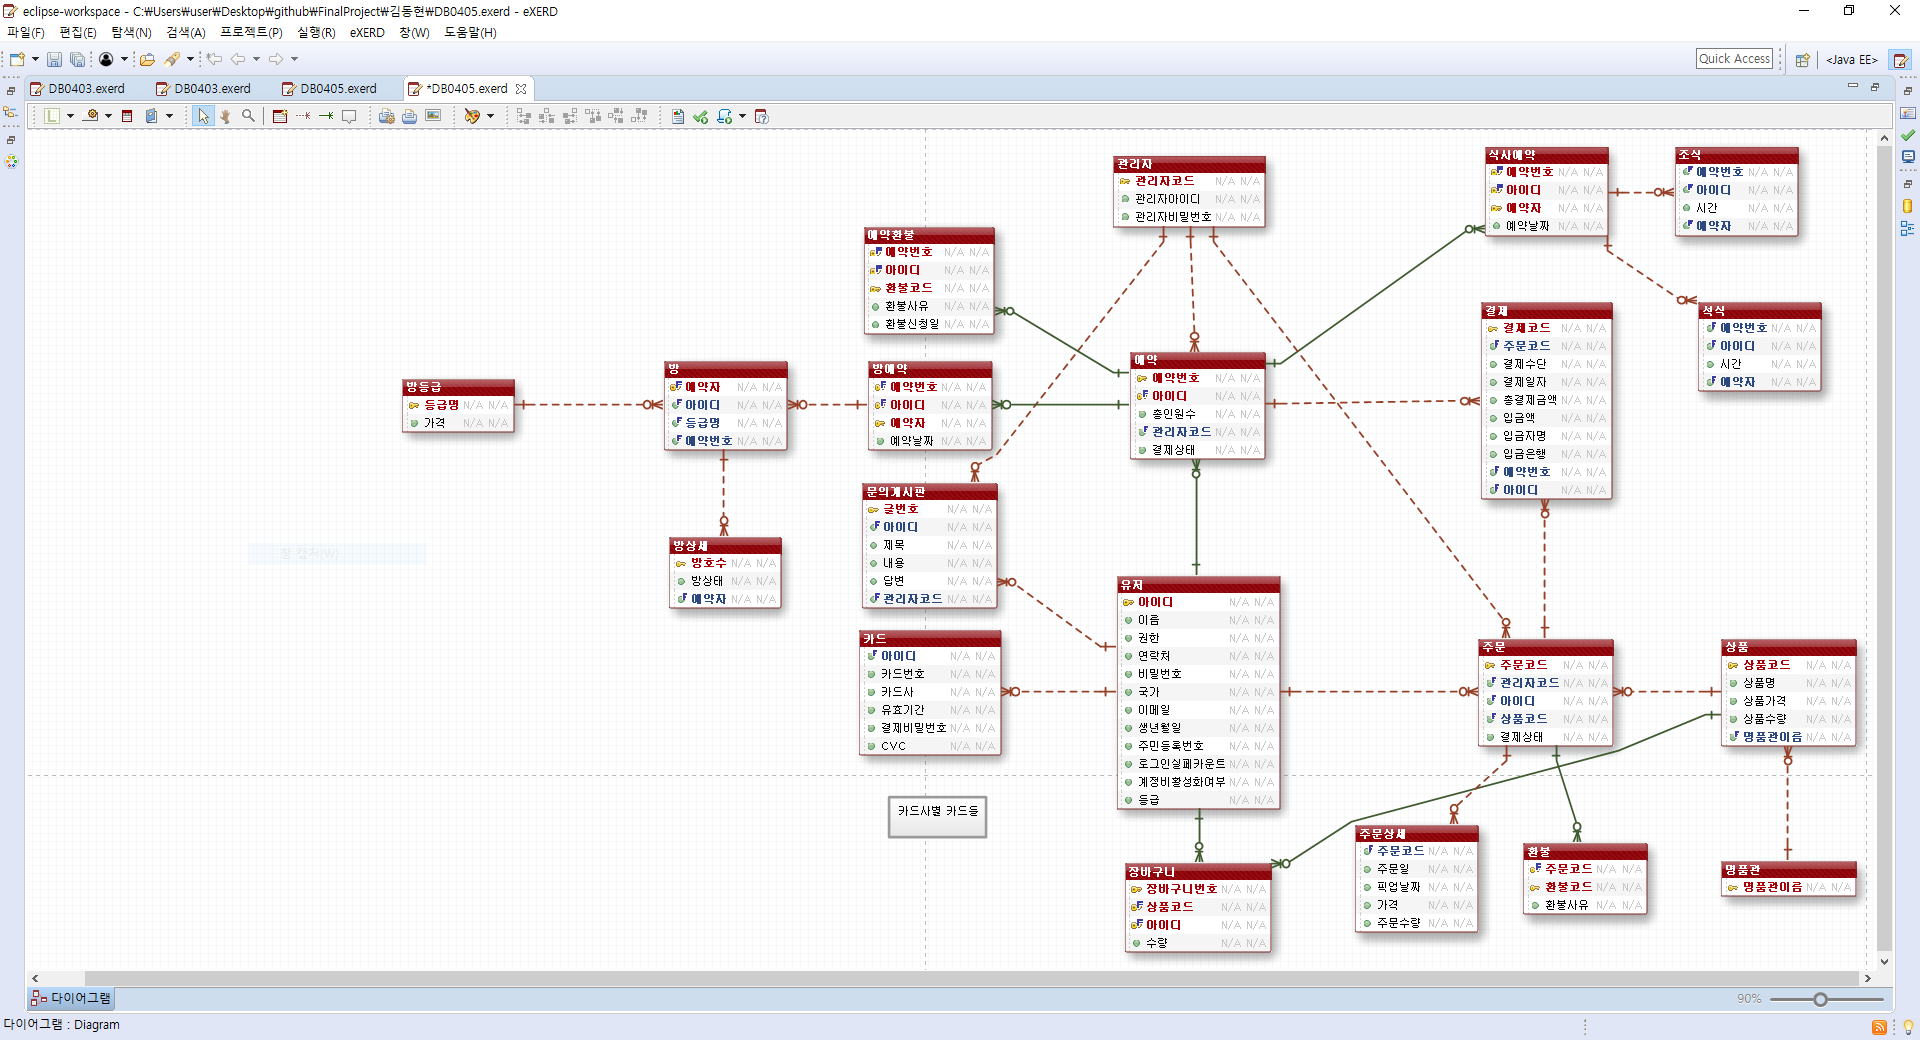 eclipse-workspace - C:₩Users₩user₩Desktop₩github₩FinalProject₩김동현₩DB0405.exerd - eXERD
파일(F) 편집(E) 탐색(N) 검색(A) 프로젝트(P) 실행(R) eXERD 창(W) 도움말(H)
Quick Access
<Java EE>
DB0403.exerd
DB0403.exerd
DB0405.exerd
*DB0405.exerd
관리자
관리자코드 N/A N/A
관리자아이디 N/A N/A
관리자비밀번호 N/A N/A
식사예약
예약번호 N/A N/A
아이디 N/A N/A
예약자 N/A N/A
예약날짜 N/A N/A
조식
예약번호 N/A N/A
아이디 N/A N/A
시간 N/A N/A
예약자 N/A N/A
예약환불
예약번호 N/A N/A
아이디 N/A N/A
환불코드 N/A N/A
환불사유 N/A N/A
환불신청일 N/A N/A
결제
결제코드 N/A N/A
주문코드 N/A N/A
결제수단 N/A N/A
결제일자 N/A N/A
총결제금액 N/A N/A
입금액 N/A N/A
입금자명 N/A N/A
입금은행 N/A N/A
예약번호 N/A N/A
아이디 N/A N/A
석식
예약번호 N/A N/A
아이디 N/A N/A
시간 N/A N/A
예약자 N/A N/A
방등급
등급명 N/A N/A
가격 N/A N/A
방
예약자 N/A N/A
아이디 N/A N/A
등급명 N/A N/A
예약번호 N/A N/A
방예약
예약번호 N/A N/A
아이디 N/A N/A
예약자 N/A N/A
예약날짜 N/A N/A
예약
예약번호 N/A N/A
아이디 N/A N/A
총인원수 N/A N/A
관리자코드 N/A N/A
결제상태 N/A N/A
문의게시판
글번호 N/A N/A
아이디 N/A N/A
제목 N/A N/A
내용 N/A N/A
답변 N/A N/A
관리자코드 N/A N/A
창 캡처(W)
방상세
방호수 N/A N/A
방상태 N/A N/A
예약자 N/A N/A
유저
아이디 N/A N/A
이름 N/A N/A
권한 N/A N/A
연락처 N/A N/A
비밀번호 N/A N/A
국가 N/A N/A
이메일 N/A N/A
생년월일 N/A N/A
주민등록번호 N/A N/A
로그인실패카운트 N/A N/A
계정비활성화여부 N/A N/A
등급 N/A N/A
카드
아이디 N/A N/A
카드번호 N/A N/A
카드사 N/A N/A
유효기간 N/A N/A
결제비밀번호 N/A N/A
CVC N/A N/A
주문
주문코드 N/A N/A
관리자코드 N/A N/A
아이디 N/A N/A
상품코드 N/A N/A
결제상태 N/A N/A
상품
상품코드 N/A N/A
상품명 N/A N/A
상품가격 N/A N/A
상품수량 N/A N/A
명품관이름 N/A N/A
카드사별 카드들
장바구니
장바구니번호 N/A N/A
상품코드 N/A N/A
아이디 N/A N/A
수량 N/A N/A
주문상세
주문코드 N/A N/A
주문일 N/A N/A
픽업날짜 N/A N/A
가격 N/A N/A
주문수량 N/A N/A
환불
주문코드 N/A N/A
환불코드 N/A N/A
환불사유 N/A N/A
명품관
명품관이름 N/A N/A
다이어그램
90%
다이어그램 : Diagram